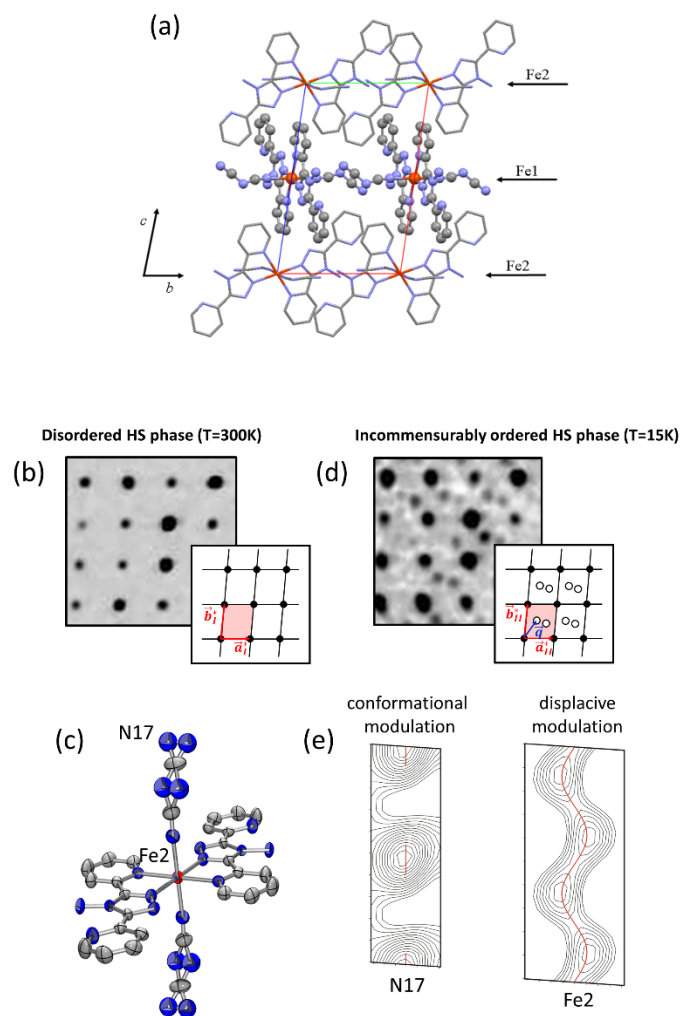 (a)
Fe2
Fe1
Fe2
c
b
Disordered HS phase (T=300K)
Incommensurably ordered HS phase (T=15K)
(b)
(d)
b*I
a*I
b*II
q
a*II
conformational modulation
displacive modulation
(c)
N17
Fe2
(e)
N17
Fe2